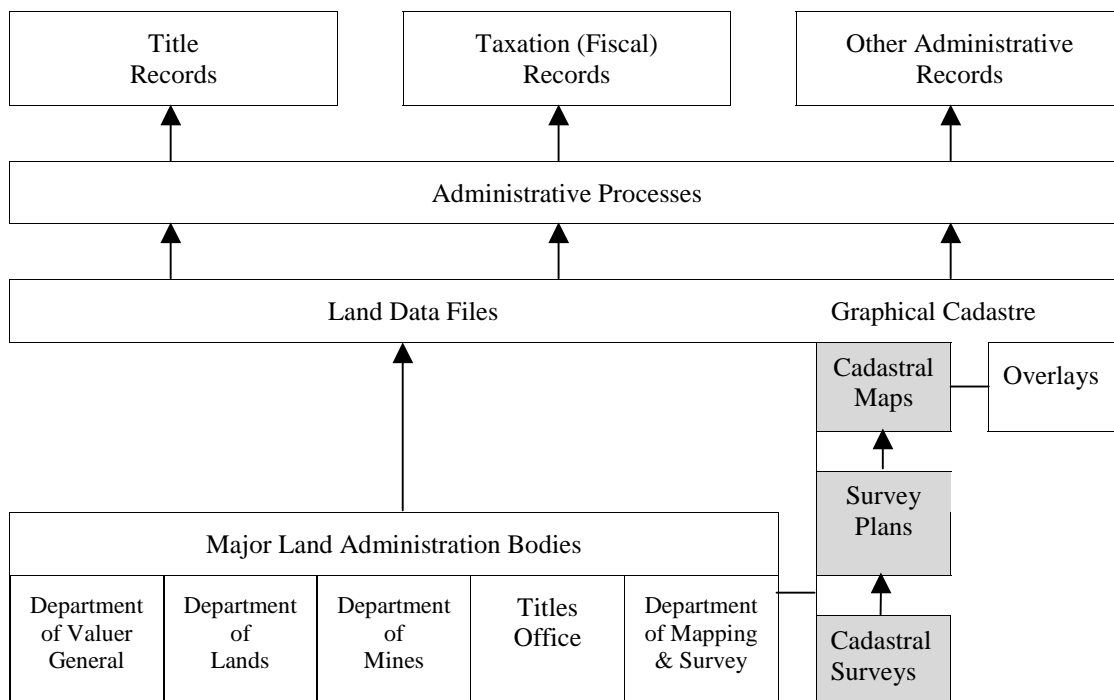 Title
Records
Taxation (Fiscal)
Records
Other Administrative
Records
Administrative Processes
Land Data Files
Graphical Cadastre
Cadastral
Maps
Overlays
Survey
Plans
Major Land Administration Bodies
Department
of Valuer
General
Department
of
Lands
Department
of
Mines
Titles
Office
Department
of Mapping
& Survey
Cadastral
Surveys